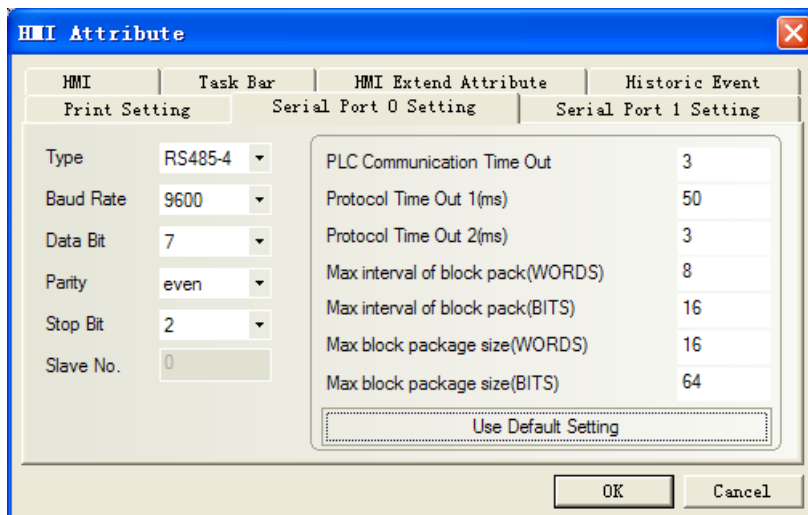 HMI Attribute
HMI Task Bar HMI Extend Attribute Historic Event
Print Setting Serial Port 0 Setting Serial Port 1 Setting
Type RS485-4
Baud Rate 9600
Data Bit 7
Parity even
Stop Bit 2
Slave No. 0
PLC Communication Time Out 3
Protocol Time Out 1(ms) 50
Protocol Time Out 2(ms) 3
Max interval of block pack(WORDS) 8
Max interval of block pack(BITS) 16
Max block package size(WORDS) 16
Max block package size(BITS) 64
Use Default Setting
OK Cancel